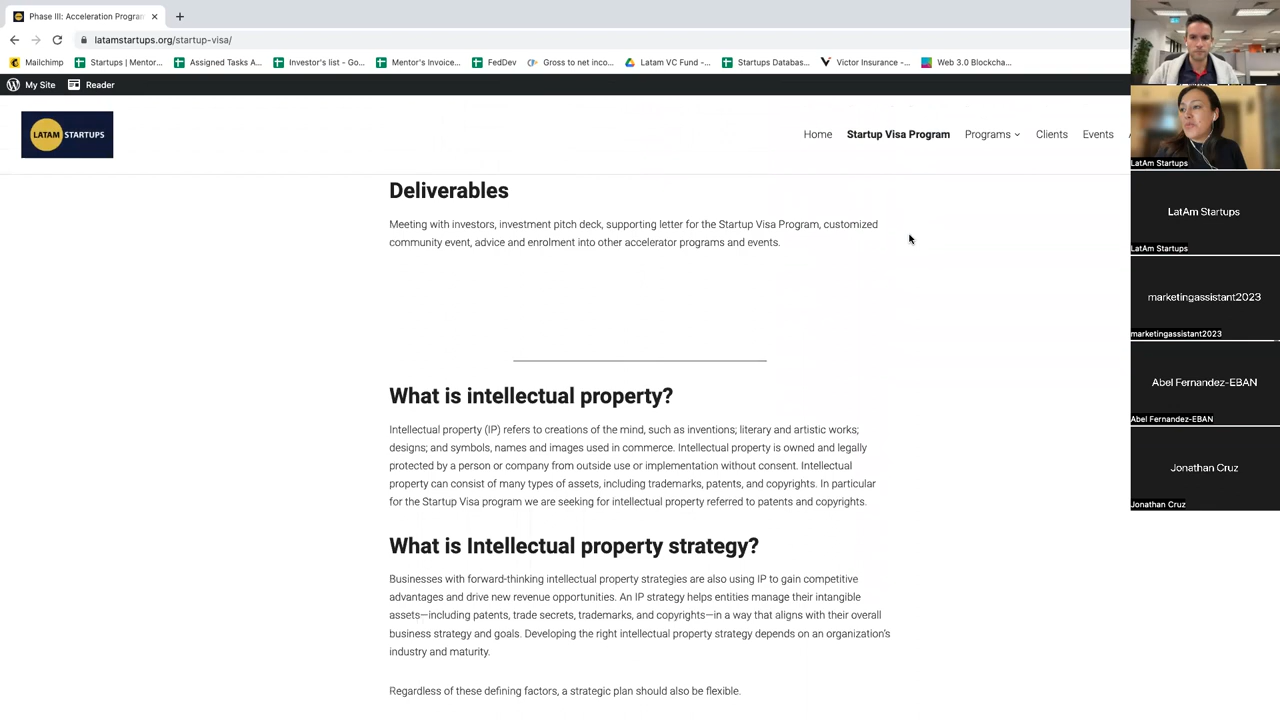 Phase III: Acceleration Program
latamstartups.org/startup-visa/
Mailchimp
Startups | Mentor...
Assigned Tasks A...
Investor's list - Go...
Mentor's Invoice...
FedDev
Gross to net inco...
Latam VC Fund -...
Startups Databas...
Victor Insurance -...
Web 3.0 Blockcha...
My Site
Reader
LATAM STARTUPS
Home
Startup Visa Program
Programs
Clients
Events
Deliverables
Meeting with investors, investment pitch deck, supporting letter for the Startup Visa Program, customized
community event, advice and enrolment into other accelerator programs and events.
What is intellectual property?
Intellectual property (IP) refers to creations of the mind, such as inventions; literary and artistic works;
designs; and symbols, names and images used in commerce. Intellectual property is owned and legally
protected by a person or company from outside use or implementation without consent. Intellectual
property can consist of many types of assets, including trademarks, patents, and copyrights. In particular
for the Startup Visa program we are seeking for intellectual property referred to patents and copyrights.
What is Intellectual property strategy?
Businesses with forward-thinking intellectual property strategies are also using IP to gain competitive
advantages and drive new revenue opportunities. An IP strategy helps entities manage their intangible
assets—including patents, trade secrets, trademarks, and copyrights—in a way that aligns with their overall
business strategy and goals. Developing the right intellectual property strategy depends on an organization's
industry and maturity.
Regardless of these defining factors, a strategic plan should also be flexible.
LatAm Startups
LatAm Startups
LatAm Startups
marketingassistant2023
marketingassistant2023
Abel Fernandez-EBAN
Abel Fernandez-EBAN
Jonathan Cruz
Jonathan Cruz